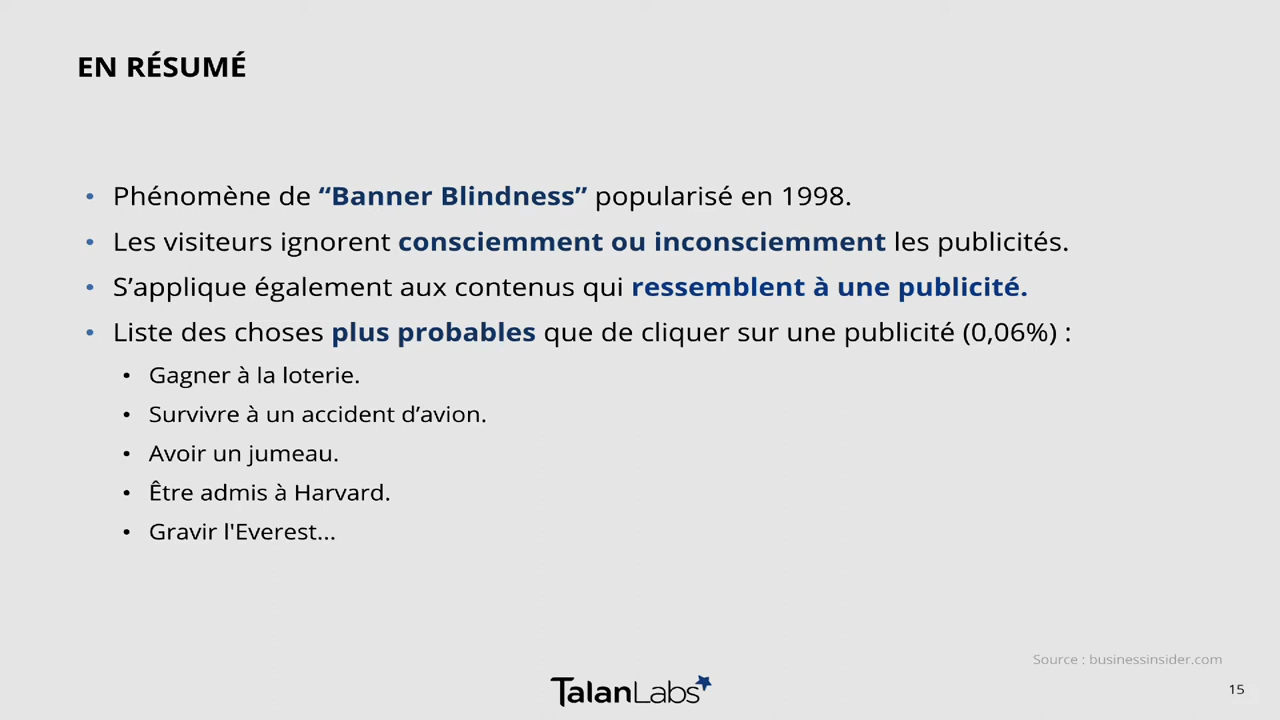 EN RÉSUMÉ
• Phénomène de “Banner Blindness” popularisé en 1998.
• Les visiteurs ignorent consciemment ou inconsciemment les publicités.
• S’applique également aux contenus qui ressemblent à une publicité.
• Liste des choses plus probables que de cliquer sur une publicité (0,06%) :
• Gagner à la loterie.
• Survivre à un accident d’avion.
• Avoir un jumeau.
• Être admis à Harvard.
• Gravir l'Everest...
Source : businessinsider.com
TalanLabs
15